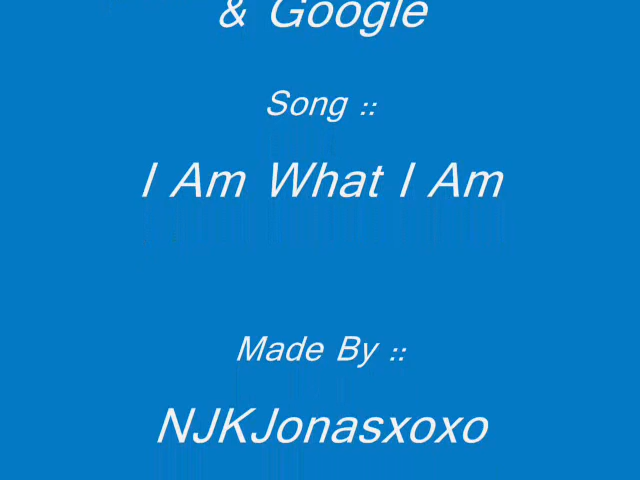 & Google
Song ::
I Am What I Am
Made By ::
NJKJonasxoxo